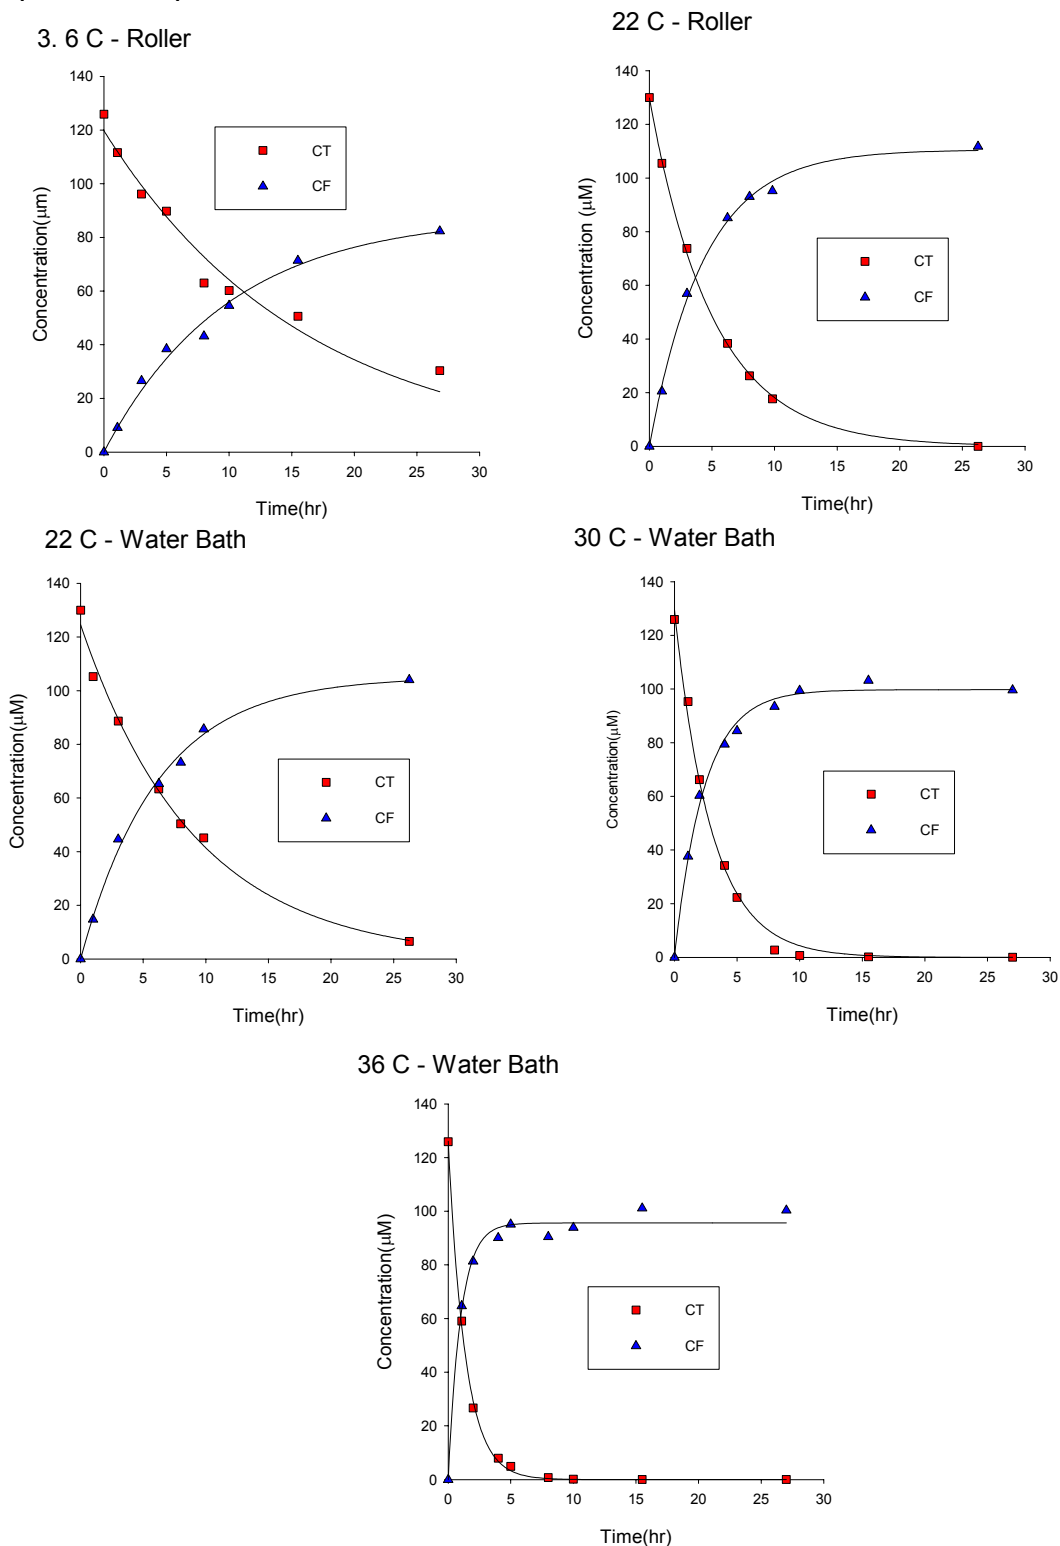 3. 6 C - Roller
140
120
100
80
60
40
20
0
Concentration(μm)
CT
CF
0 5 10 15 20 25 30
Time(hr)
22 C - Roller
140
120
100
80
60
40
20
0
Concentration (μM)
CT
CF
0 5 10 15 20 25 30
Time(hr)
22 C - Water Bath
140
120
100
80
60
40
20
0
Concentration(μM)
CT
CF
0 5 10 15 20 25 30
Time(hr)
30 C - Water Bath
140
120
100
80
60
40
20
0
Concentration(μM)
CT
CF
0 5 10 15 20 25 30
Time(hr)
36 C - Water Bath
140
120
100
80
60
40
20
0
Concentration(μM)
CT
CF
0 5 10 15 20 25 30
Time(hr)